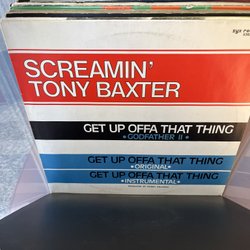 SCREAMIN'
TONY BAXTER
GET UP OFFA THAT THING
• GODFATHER II •
GET UP OFFA THAT THING
• ORIGINAL •
GET UP OFFA THAT THING
• INSTRUMENTAL •